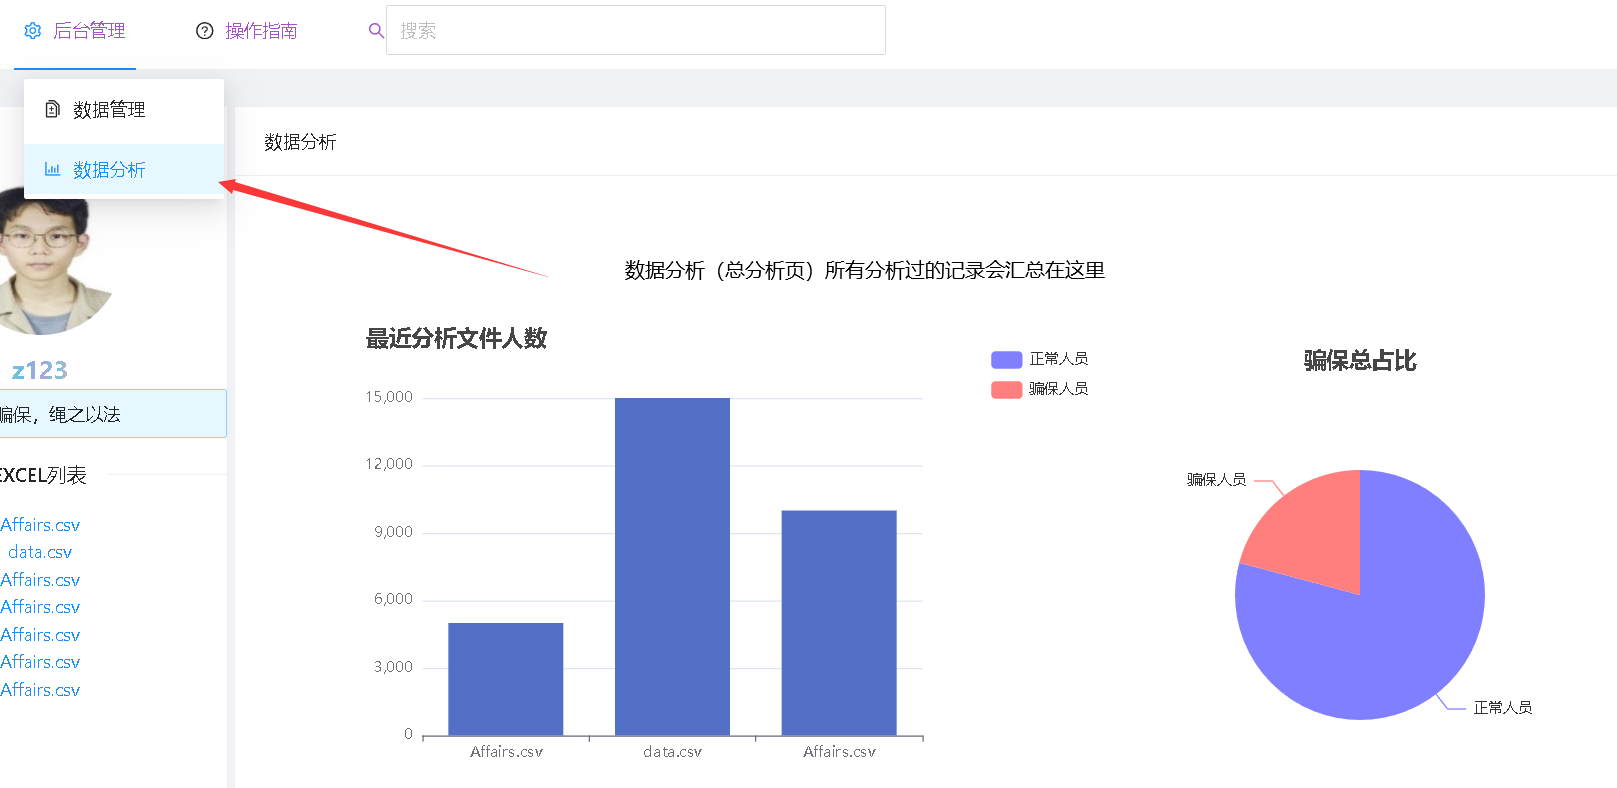 后台管理
操作指南
搜索
数据管理
数据分析
数据分析
数据分析（总分析页）所有分析过的记录会汇总在这里
z123
骗保，绳之以法
EXCEL列表
Affairs.csv
data.csv
Affairs.csv
Affairs.csv
Affairs.csv
Affairs.csv
Affairs.csv
最近分析文件人数
15,000
12,000
9,000
6,000
3,000
0
Affairs.csv
data.csv
Affairs.csv
正常人员
骗保人员
骗保总占比
骗保人员
正常人员